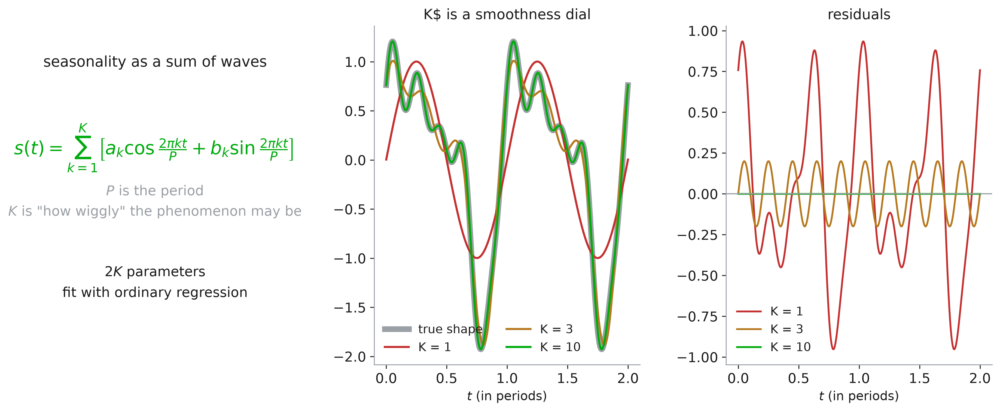 seasonality as a sum of waves
s(t) = \sum_{k=1}^{K} [a_k cos \frac{2πkt}{P} + b_k sin \frac{2πkt}{P}]
P is the period
K is "how wiggly" the phenomenon may be
2K parameters
fit with ordinary regression
K$ is a smoothness dial
1.0
0.5
0.0
−0.5
−1.0
−1.5
−2.0
true shape
K = 1
K = 3
K = 10
0.0 0.5 1.0 1.5 2.0
t (in periods)
residuals
1.00
0.75
0.50
0.25
0.00
−0.25
−0.50
−0.75
−1.00
K = 1
K = 3
K = 10
0.0 0.5 1.0 1.5 2.0
t (in periods)